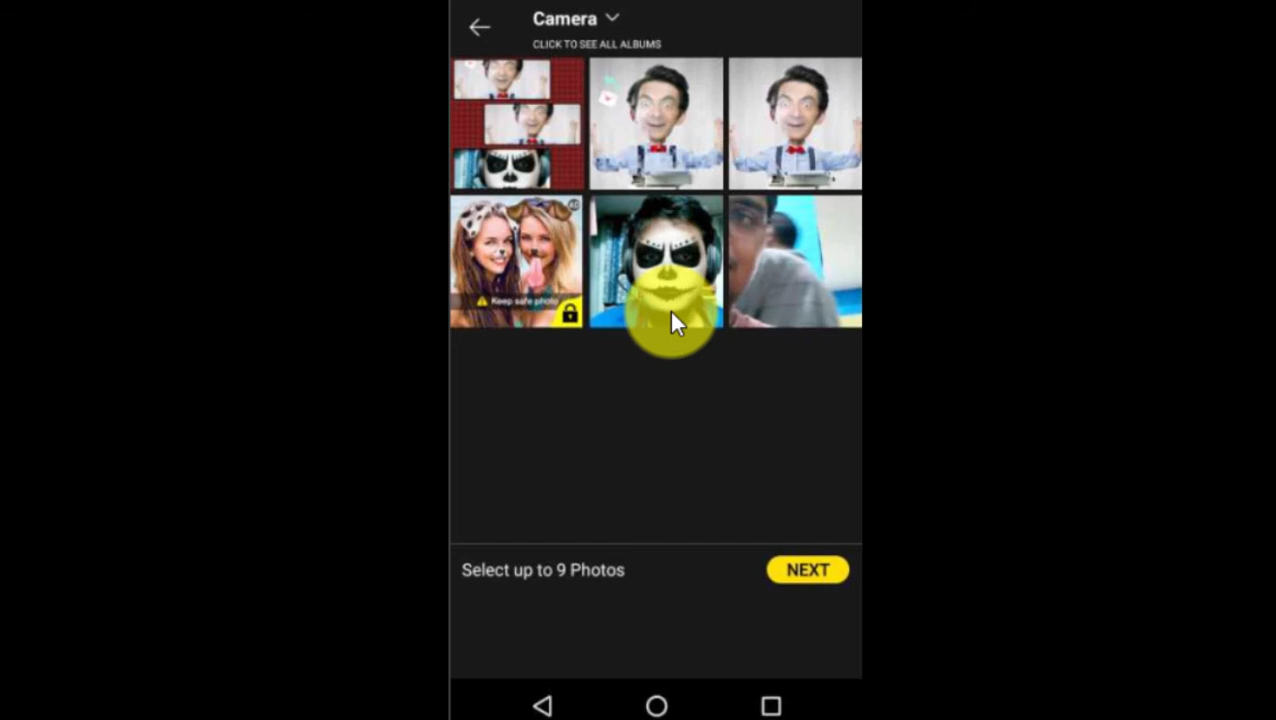 Camera
CLICK TO SEE ALL ALBUMS
Keep safe photo
Select up to 9 Photos
NEXT